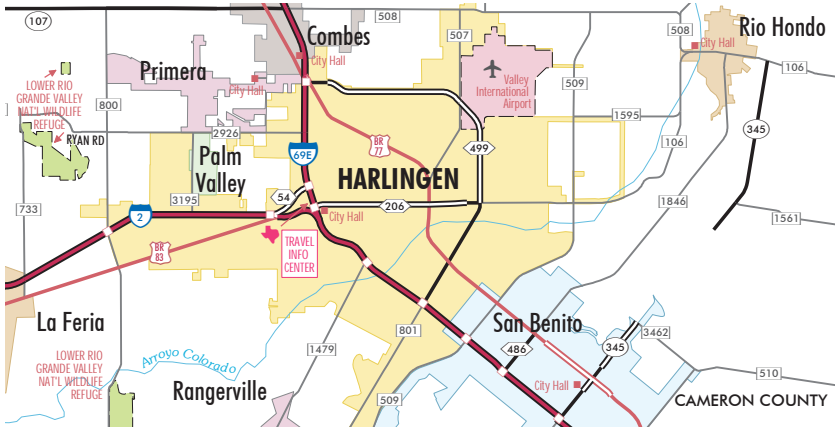 107
508
Combes
507
508
Rio Hondo
City Hall
City Hall
Primera
City Hall
Valley
International
Airport
106
LOWER RIO
GRANDE VALLEY
NAT'L WILDLIFE
REFUGE
800
509
1595
345
RYAN RD
2926
BR
77
499
106
69E
Palm
Valley
HARLINGEN
54
3195
206
1846
733
2
City Hall
1561
BR
83
TRAVEL
INFO
CENTER
La Feria
801
San Benito
1479
486
345
3462
LOWER RIO
GRANDE VALLEY
NAT'L WILDLIFE
REFUGE
Arroyo Colorado
510
City Hall
Rangerville
509
CAMERON COUNTY